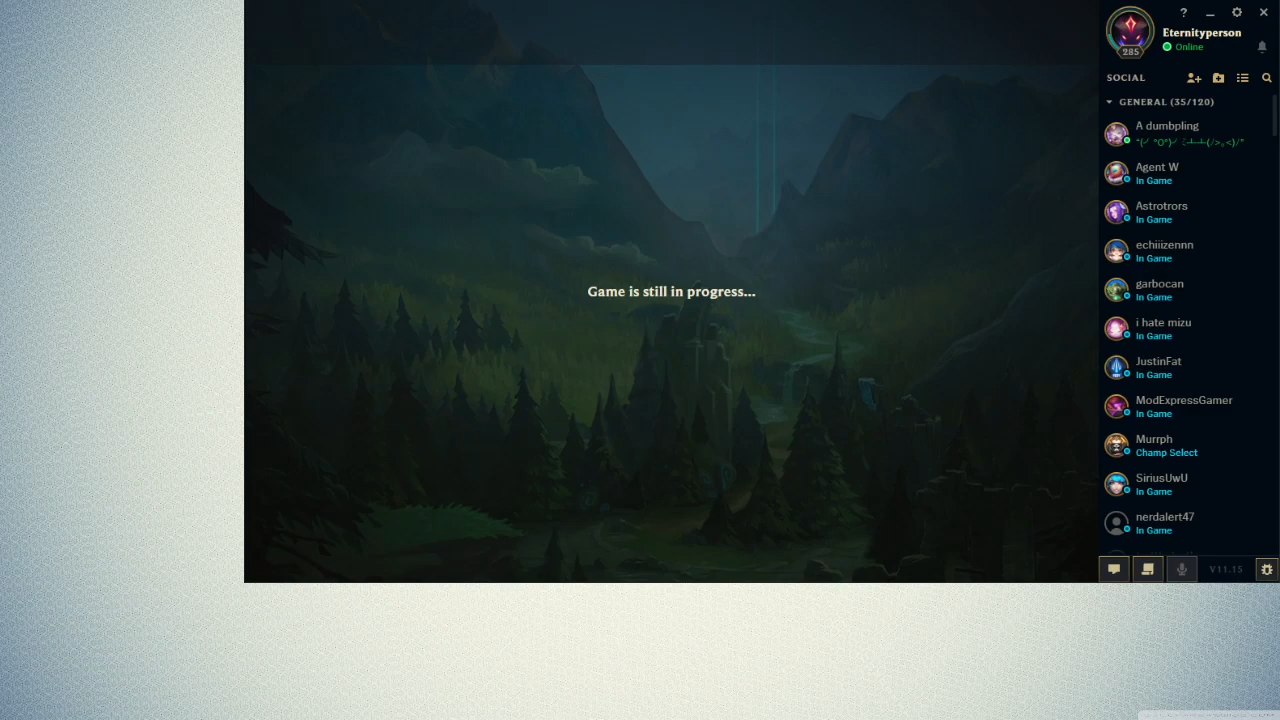 ?
Eternityperson
285
Online
SOCIAL
GENERAL (35/120)
A dumbpling
Agent W
In Game
Astrotrors
In Game
echiiizennn
In Game
Game is still in progress...
garbocan
In Game
i hate mizu
In Game
JustinFat
In Game
ModExpressGamer
In Game
Murrph
Champ Select
SiriusUwU
In Game
nerdalert47
In Game
V11.15